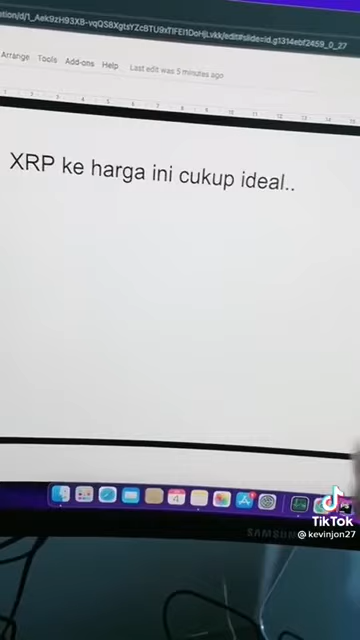 Arrange Tools Add-ons Help Last edit was 5 minutes ago
XRP ke harga ini cukup ideal..
SAMSUNG
TikTok
@kevinjon27